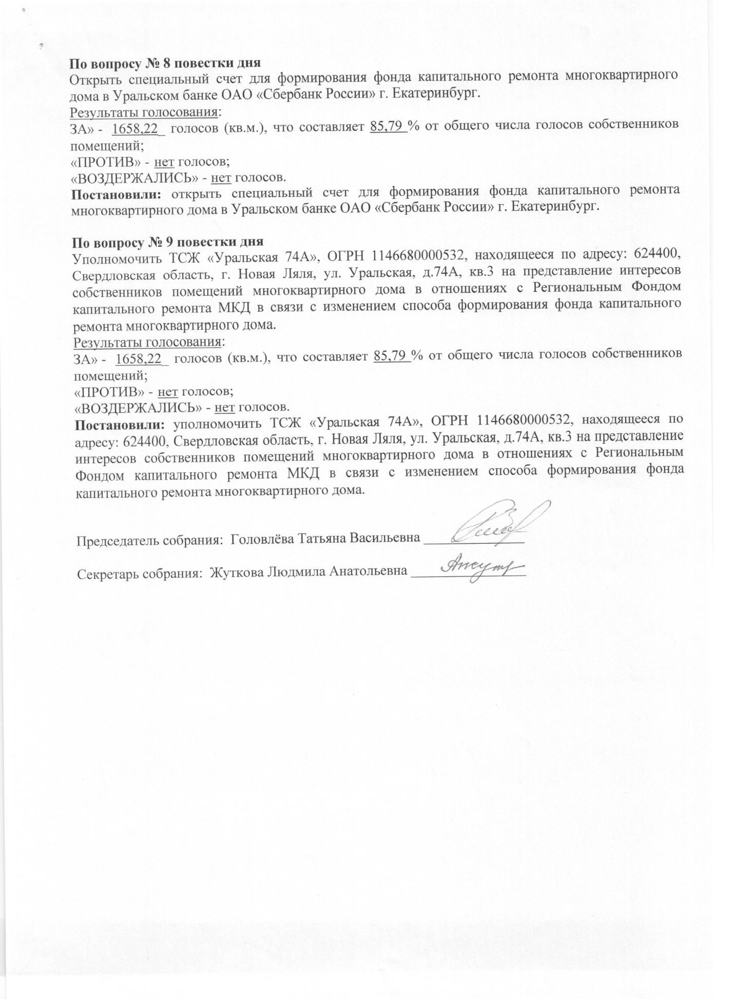 По вопросу № 8 повестки дня
Открыть специальный счет для формирования фонда капитального ремонта многоквартирного
дома в Уральском банке ОАО «Сбербанк России» г. Екатеринбург.
Результаты голосования:
ЗА» - 1658,22_ голосов (кв.м.), что составляет 85,79 % от общего числа голосов собственников
помещений;
«ПРОТИВ» - нет голосов;
«ВОЗДЕРЖАЛИСЬ» - нет голосов.
Постановили: открыть специальный счет для формирования фонда капитального ремонта
многоквартирного дома в Уральском банке ОАО «Сбербанк России» г. Екатеринбург.
По вопросу № 9 повестки дня
Уполномочить ТСЖ «Уральская 74А», ОГРН 1146680000532, находящееся по адресу: 624400,
Свердловская область, г. Новая Ляля, ул. Уральская, д.74А, кв.3 на представление интересов
собственников помещений многоквартирного дома в отношениях с Региональным Фондом
капитального ремонта МКД в связи с изменением способа формирования фонда капитального
ремонта многоквартирного дома.
Результаты голосования:
ЗА» - 1658,22_ голосов (кв.м.), что составляет 85,79 % от общего числа голосов собственников
помещений;
«ПРОТИВ» - нет голосов;
«ВОЗДЕРЖАЛИСЬ» - нет голосов.
Постановили: уполномочить ТСЖ «Уральская 74А», ОГРН 1146680000532, находящееся по
адресу: 624400, Свердловская область, г. Новая Ляля, ул. Уральская, д.74А, кв.3 на представление
интересов собственников помещений многоквартирного дома в отношениях с Региональным
Фондом капитального ремонта МКД в связи с изменением способа формирования фонда
капитального ремонта многоквартирного дома.
Председатель собрания: Головлёва Татьяна Васильевна
Секретарь собрания: Жуткова Людмила Анатольевна